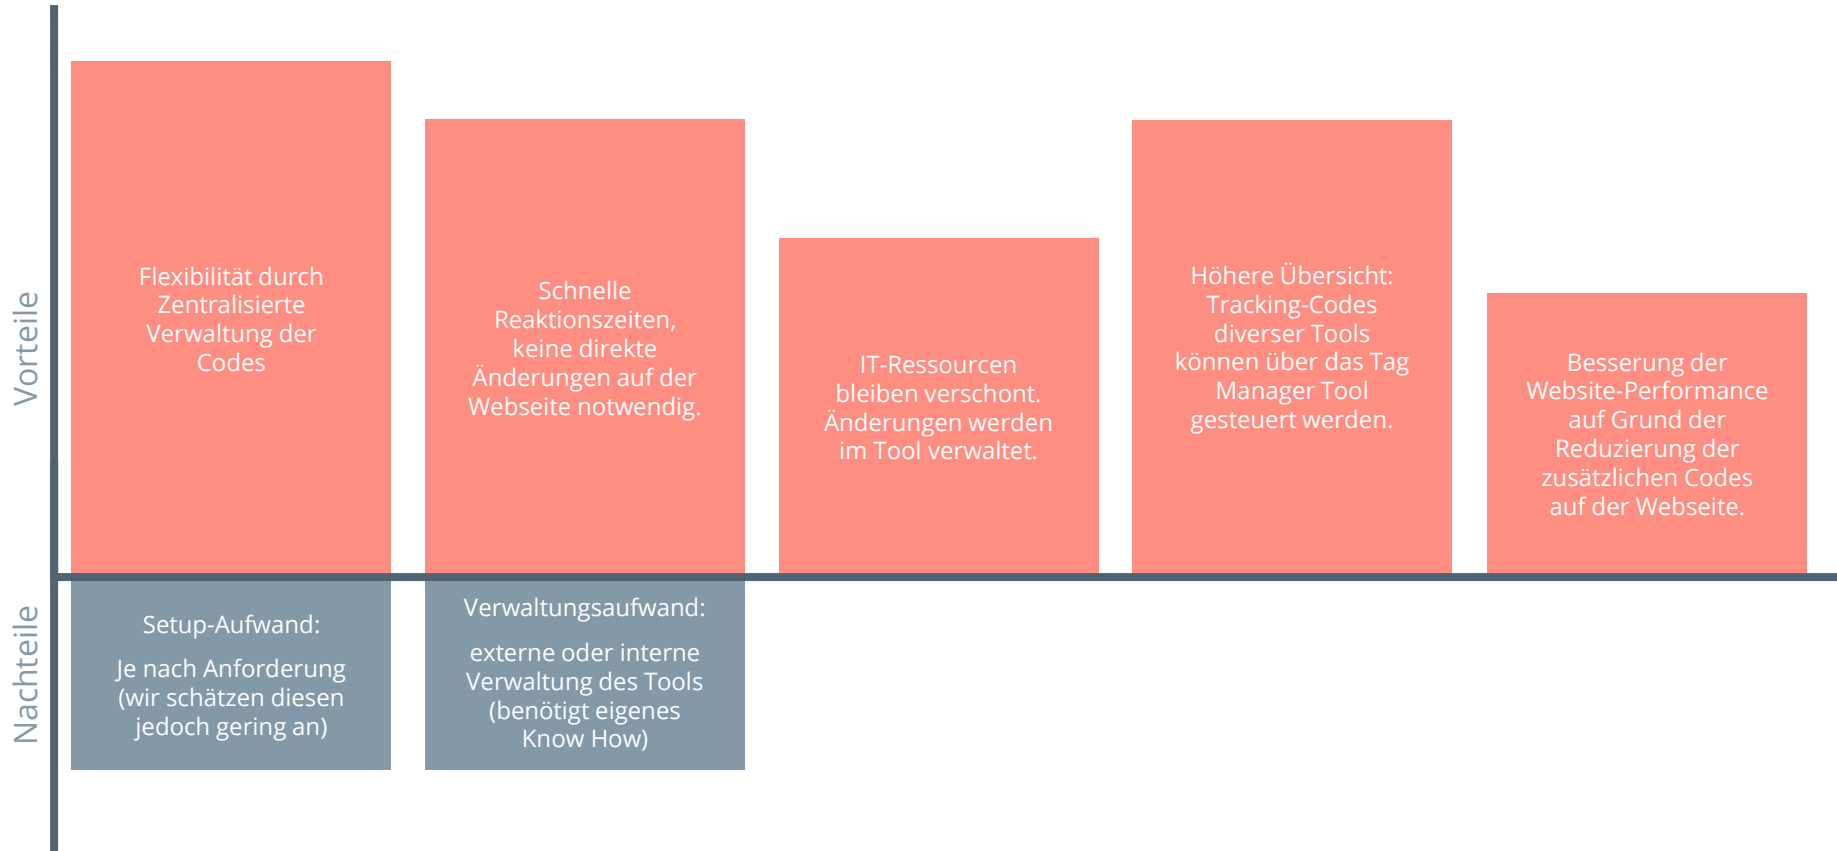 Vorteile
Flexibilität durch
Zentralisierte
Verwaltung der
Codes
Schnelle
Reaktionszeiten,
keine direkte
Änderungen auf der
Webseite notwendig.
IT-Ressourcen
bleiben verschont.
Änderungen werden
im Tool verwaltet.
Höhere Übersicht:
Tracking-Codes
diverser Tools
können über das Tag
Manager Tool
gesteuert werden.
Besserung der
Website-Performance
auf Grund der
Reduzierung der
zusätzlichen Codes
auf der Webseite.
Nachteile
Setup-Aufwand:
Je nach Anforderung
(wir schätzen diesen
jedoch gering an)
Verwaltungsaufwand:
externe oder interne
Verwaltung des Tools
(benötigt eigenes
Know How)